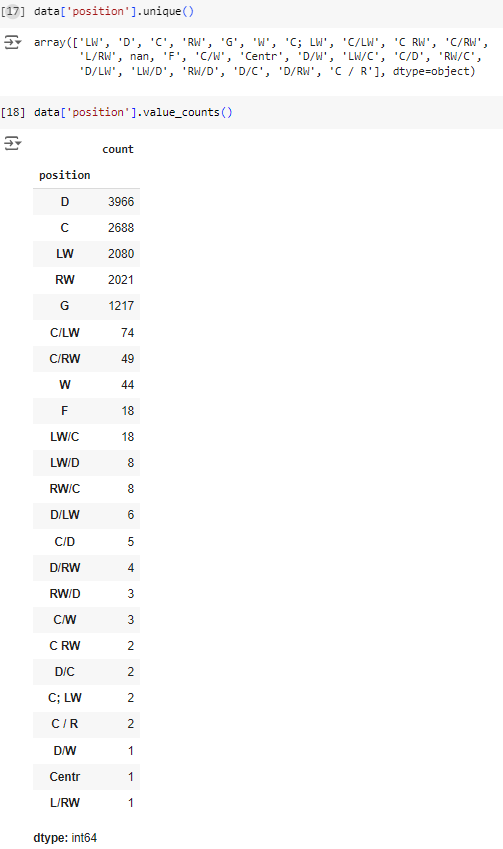 [17] data['position'].unique()
array(['LW', 'D', 'C', 'RW', 'G', 'W', 'C; LW', 'C/LW', 'C RW', 'C/RW',
'L/RW', nan, 'F', 'C/W', 'Centr', 'D/W', 'LW/C', 'C/D', 'RW/C',
'D/LW', 'LW/D', 'RW/D', 'D/C', 'D/RW', 'C / R'], dtype=object)
[18] data['position'].value_counts()
count
position
D 3966
C 2688
LW 2080
RW 2021
G 1217
C/LW 74
C/RW 49
W 44
F 18
LW/C 18
LW/D 8
RW/C 8
D/LW 6
C/D 5
D/RW 4
RW/D 3
C/W 3
C RW 2
D/C 2
C; LW 2
C / R 2
D/W 1
Centr 1
L/RW 1
dtype: int64